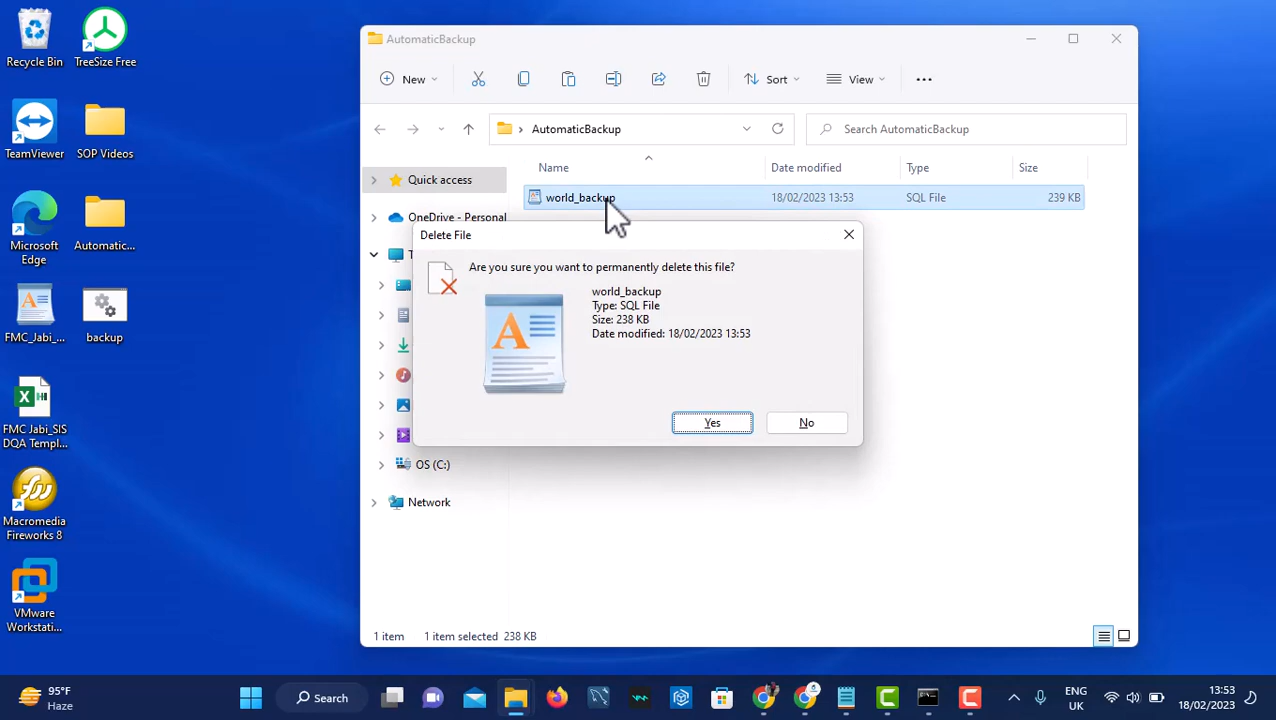 Recycle Bin
TreeSize Free
TeamViewer
SOP Videos
Microsoft
Edge
Automatic...
FMC_Jabi_...
backup
FMC Jabi_SIS
DQA Templ...
Macromedia
Fireworks 8
VMware
Workstati...
AutomaticBackup
New
Sort
View
AutomaticBackup
Search AutomaticBackup
Name
Date modified
Type
Size
Quick access
world_backup
18/02/2023 13:53
SQL File
239 KB
OneDrive - Personal
Delete File
Are you sure you want to permanently delete this file?
world_backup
Type: SQL File
Size: 238 KB
Date modified: 18/02/2023 13:53
Yes
No
OS (C:)
Network
1 item
1 item selected 238 KB
95°F
Haze
Search
ENG
UK
13:53
18/02/2023